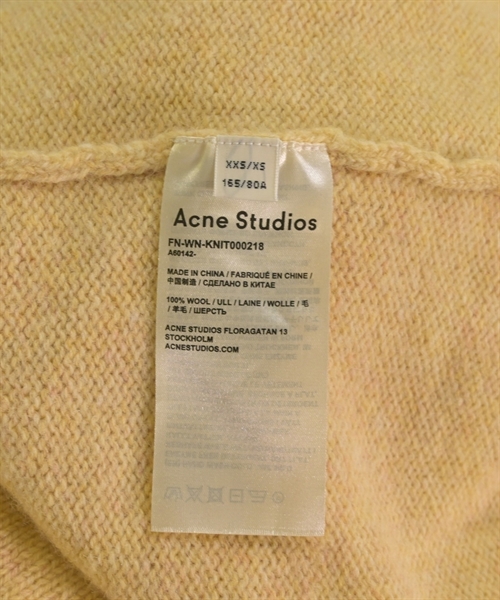 XXS/XS
165/80A
Acne Studios
FN-WN-KNIT000218
A60142-
MADE IN CHINA / FABRIQUÉ EN CHINE /
中国制造 / СДЕЛАНО В КИТАЕ
100% WOOL / ULL / LAINE / WOLLE / 毛
/ 羊毛 / ШЕРСТЬ
ACNE STUDIOS FLORAGATAN 13
STOCKHOLM
ACNESTUDIOS.COM